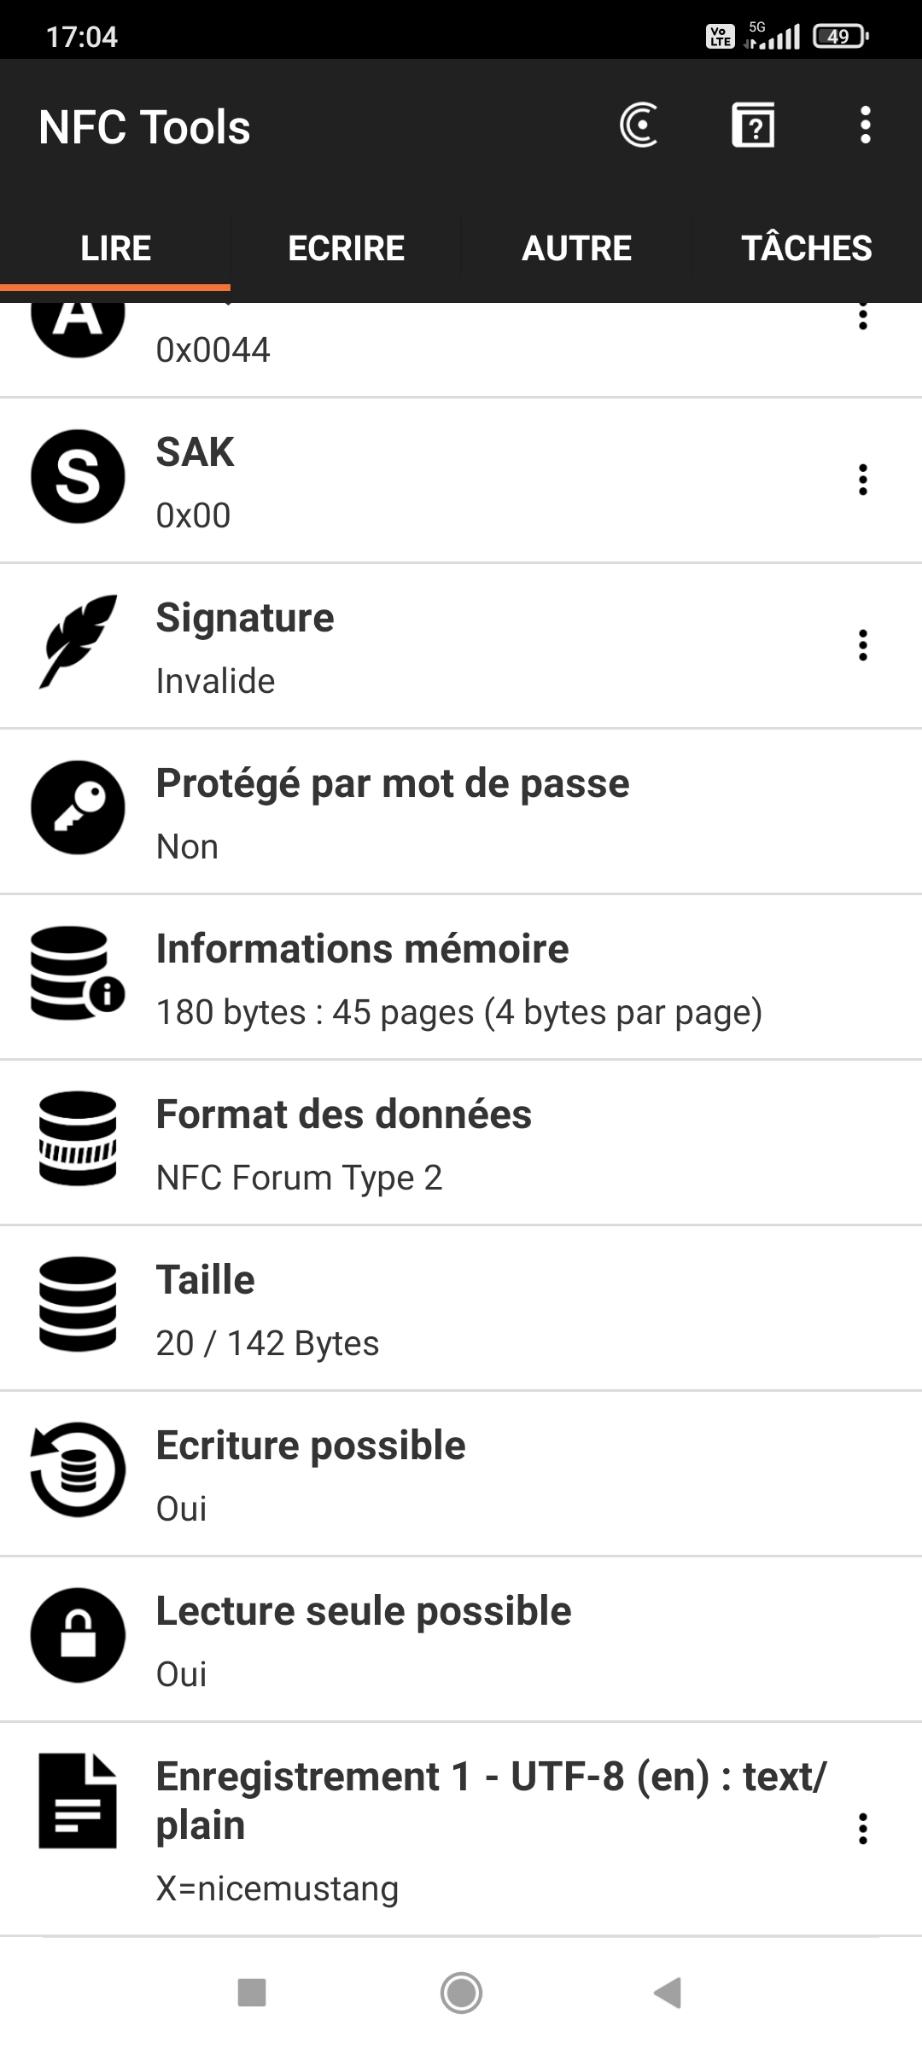 17:04
Vo LTE
5G
49
NFC Tools
LIRE
ECRIRE
AUTRE
TÂCHES
A
0x0044
S
SAK
0x00
Signature
Invalide
Protégé par mot de passe
Non
Informations mémoire
180 bytes : 45 pages (4 bytes par page)
Format des données
NFC Forum Type 2
Taille
20 / 142 Bytes
Ecriture possible
Oui
Lecture seule possible
Oui
Enregistrement 1 - UTF-8 (en) : text/
plain
X=nicemustang